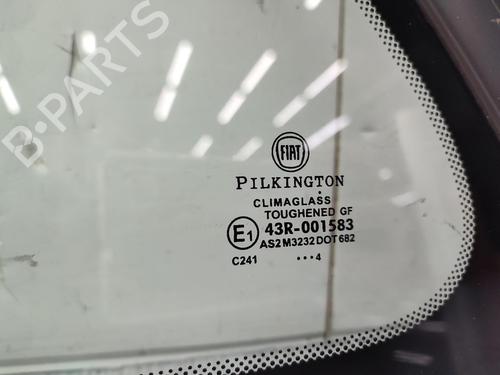 B-PARTS
FIAT
PILKINGTON
CLIMAGLASS
TOUGHENED GF
E1 43R-001583
AS2 M3232 DOT 682
C241 •••4